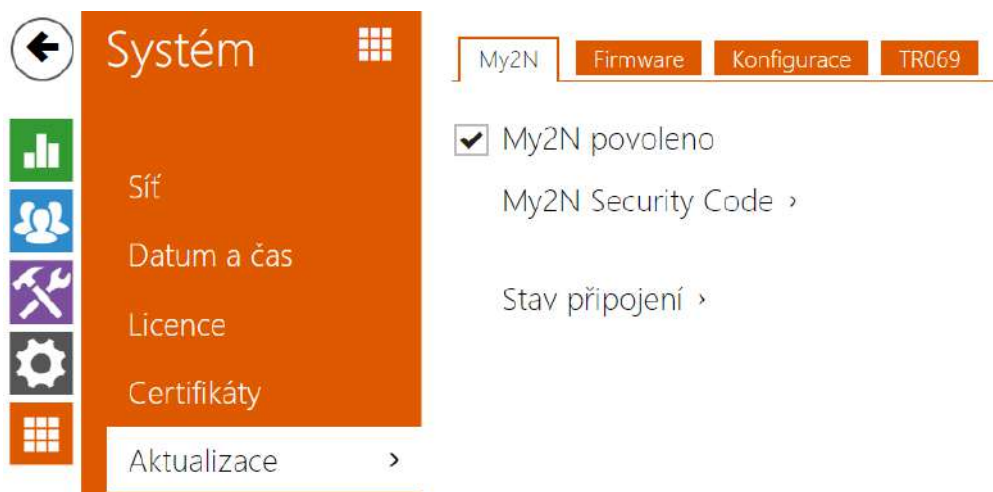 Systém
Síť
Datum a čas
Licence
Certifikáty
Aktualizace
My2N Firmware Konfigurace TR069
My2N povoleno
My2N Security Code
Stav připojení